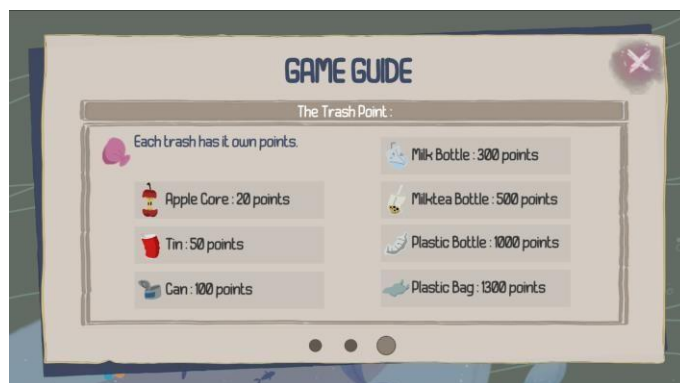 GAME GUIDE
The Trash Point :
Each trash has it own points.
Apple Core : 20 points
Tin : 50 points
Can : 100 points
Milk Bottle : 300 points
Milktea Bottle : 500 points
Plastic Bottle : 1000 points
Plastic Bag : 1300 points